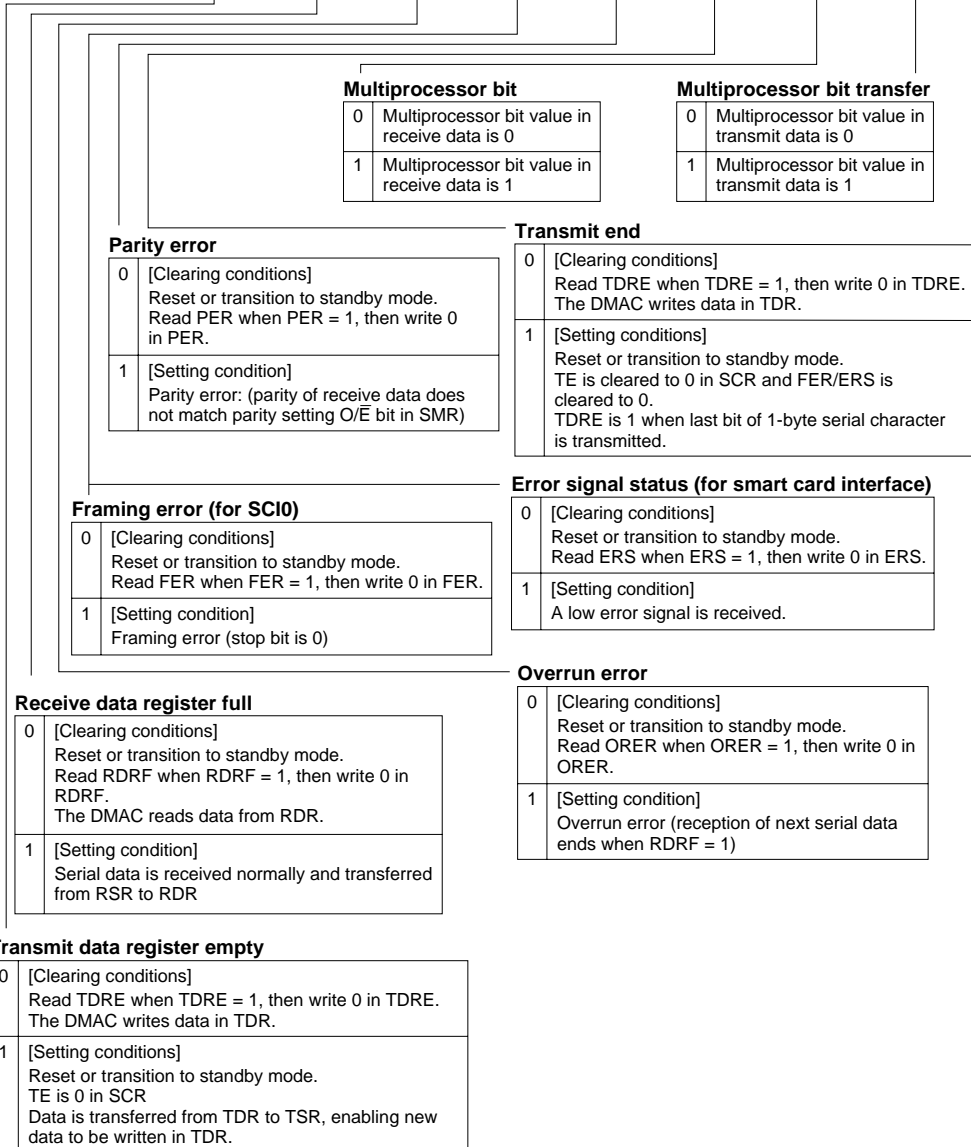 Multiprocessor bit
0 Multiprocessor bit value in
receive data is 0
1 Multiprocessor bit value in
receive data is 1
Multiprocessor bit transfer
0 Multiprocessor bit value in
transmit data is 0
1 Multiprocessor bit value in
transmit data is 1
Parity error
0 [Clearing conditions]
Reset or transition to standby mode.
Read PER when PER = 1, then write 0
in PER.
1 [Setting condition]
Parity error: (parity of receive data does
not match parity setting O/E̅ bit in SMR)
Transmit end
0 [Clearing conditions]
Read TDRE when TDRE = 1, then write 0 in TDRE.
The DMAC writes data in TDR.
1 [Setting conditions]
Reset or transition to standby mode.
TE is cleared to 0 in SCR and FER/ERS is
cleared to 0.
TDRE is 1 when last bit of 1-byte serial character
is transmitted.
Framing error (for SCI0)
0 [Clearing conditions]
Reset or transition to standby mode.
Read FER when FER = 1, then write 0 in FER.
1 [Setting condition]
Framing error (stop bit is 0)
Error signal status (for smart card interface)
0 [Clearing conditions]
Reset or transition to standby mode.
Read ERS when ERS = 1, then write 0 in ERS.
1 [Setting condition]
A low error signal is received.
Receive data register full
0 [Clearing conditions]
Reset or transition to standby mode.
Read RDRF when RDRF = 1, then write 0 in
RDRF.
The DMAC reads data from RDR.
1 [Setting condition]
Serial data is received normally and transferred
from RSR to RDR
Overrun error
0 [Clearing conditions]
Reset or transition to standby mode.
Read ORER when ORER = 1, then write 0 in
ORER.
1 [Setting condition]
Overrun error (reception of next serial data
ends when RDRF = 1)
Transmit data register empty
0 [Clearing conditions]
Read TDRE when TDRE = 1, then write 0 in TDRE.
The DMAC writes data in TDR.
1 [Setting conditions]
Reset or transition to standby mode.
TE is 0 in SCR
Data is transferred from TDR to TSR, enabling new
data to be written in TDR.